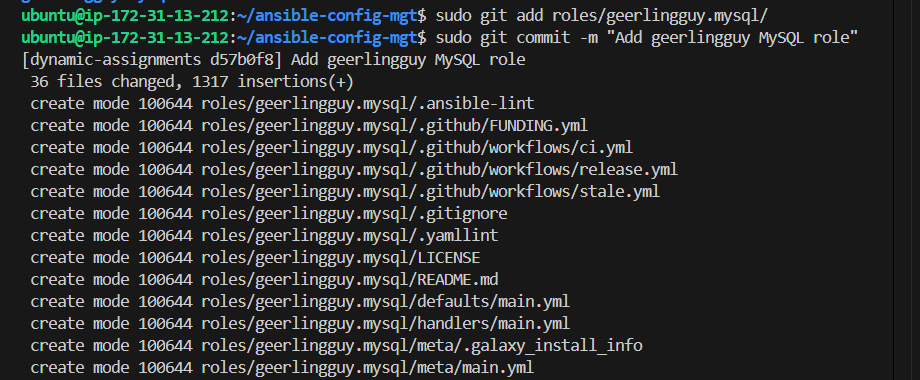 ubuntu@ip-172-31-13-212:~/ansible-config-mgt$ sudo git add roles/geerlingguy.mysql/
ubuntu@ip-172-31-13-212:~/ansible-config-mgt$ sudo git commit -m "Add geerlingguy MySQL role"
[dynamic-assignments d57b0f8] Add geerlingguy MySQL role
 36 files changed, 1317 insertions(+)
 create mode 100644 roles/geerlingguy.mysql/.ansible-lint
 create mode 100644 roles/geerlingguy.mysql/.github/FUNDING.yml
 create mode 100644 roles/geerlingguy.mysql/.github/workflows/ci.yml
 create mode 100644 roles/geerlingguy.mysql/.github/workflows/release.yml
 create mode 100644 roles/geerlingguy.mysql/.github/workflows/stale.yml
 create mode 100644 roles/geerlingguy.mysql/.gitignore
 create mode 100644 roles/geerlingguy.mysql/.yamllint
 create mode 100644 roles/geerlingguy.mysql/LICENSE
 create mode 100644 roles/geerlingguy.mysql/README.md
 create mode 100644 roles/geerlingguy.mysql/defaults/main.yml
 create mode 100644 roles/geerlingguy.mysql/handlers/main.yml
 create mode 100644 roles/geerlingguy.mysql/meta/.galaxy_install_info
 create mode 100644 roles/geerlingguy.mysql/meta/main.yml